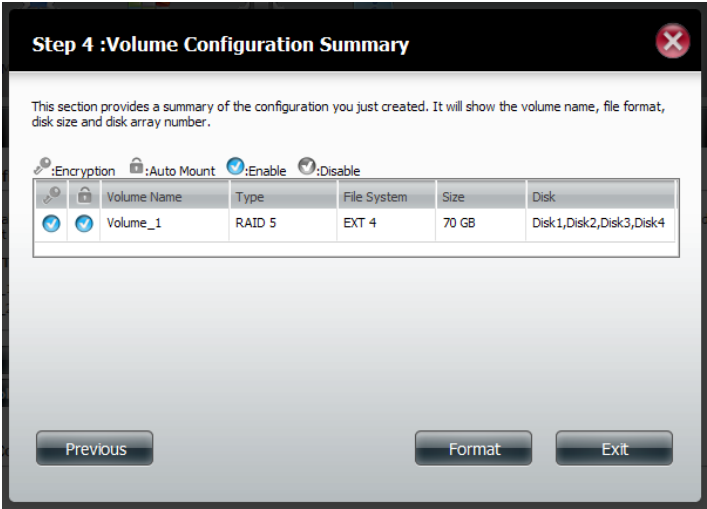 Step 4 :Volume Configuration Summary
This section provides a summary of the configuration you just created. It will show the volume name, file format,
disk size and disk array number.
:Encryption :Auto Mount :Enable :Disable
Volume Name Type File System Size Disk
Volume_1 RAID 5 EXT 4 70 GB Disk1,Disk2,Disk3,Disk4
Previous Format Exit